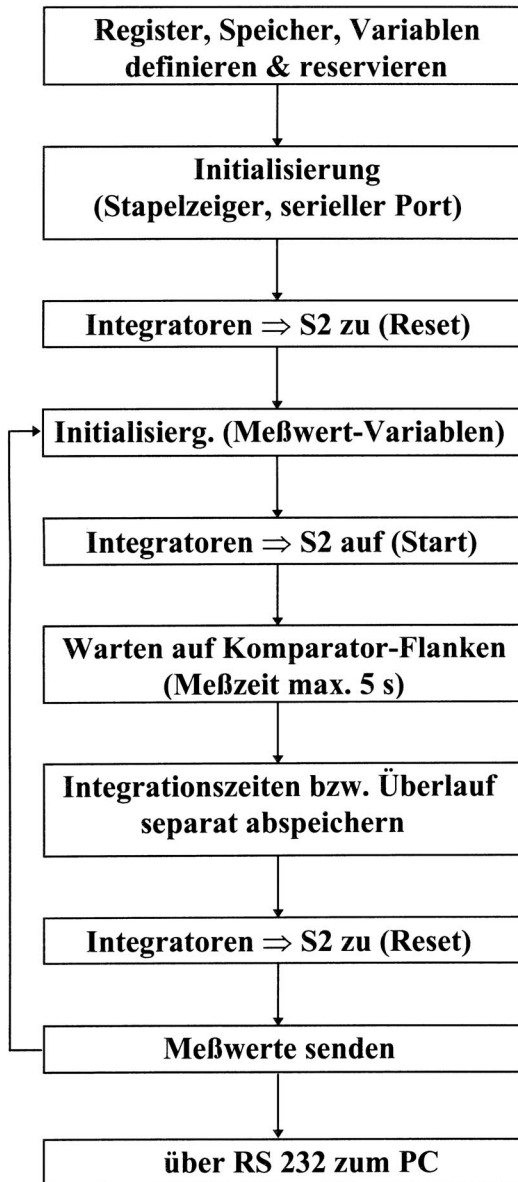 Register, Speicher, Variablen
definieren & reservieren
Initialisierung
(Stapelzeiger, serieller Port)
Integratoren ⇒ S2 zu (Reset)
Initialisierg. (Meßwert-Variablen)
Integratoren ⇒ S2 auf (Start)
Warten auf Komparator-Flanken
(Meßzeit max. 5 s)
Integrationszeiten bzw. Überlauf
separat abspeichern
Integratoren ⇒ S2 zu (Reset)
Meßwerte senden
über RS 232 zum PC